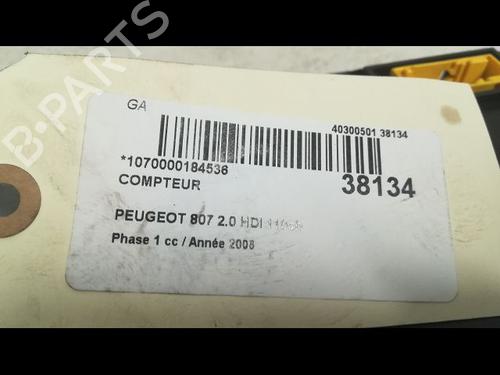 GA
40300501 38134
*1070000184536
38134
COMPTEUR
PEUGEOT 807 2.0 HDI
Phase 1 cc / Année 2008
B-PARTS